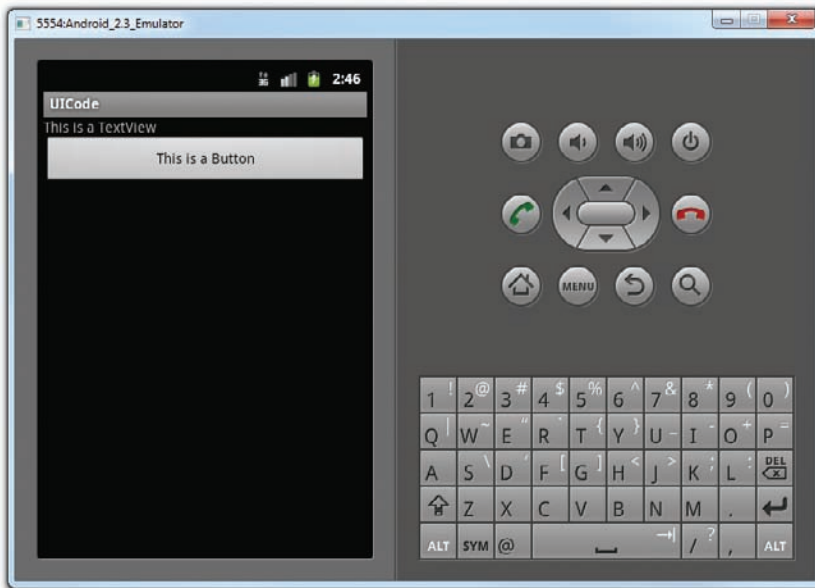 5554:Android_2.3_Emulator
3G 2:46
UICode
This is a TextView
This is a Button
MENU
1 ! 2 @ 3 # 4 $ 5 % 6 ^ 7 & 8 * 9 ( 0 )
Q | W ~ E " R ` T { Y } U _ I - O + P =
A S \ D ' F [ G ] H < J > K ; L : DEL
Z X C V B N M .
ALT SYM @ / ? , ALT